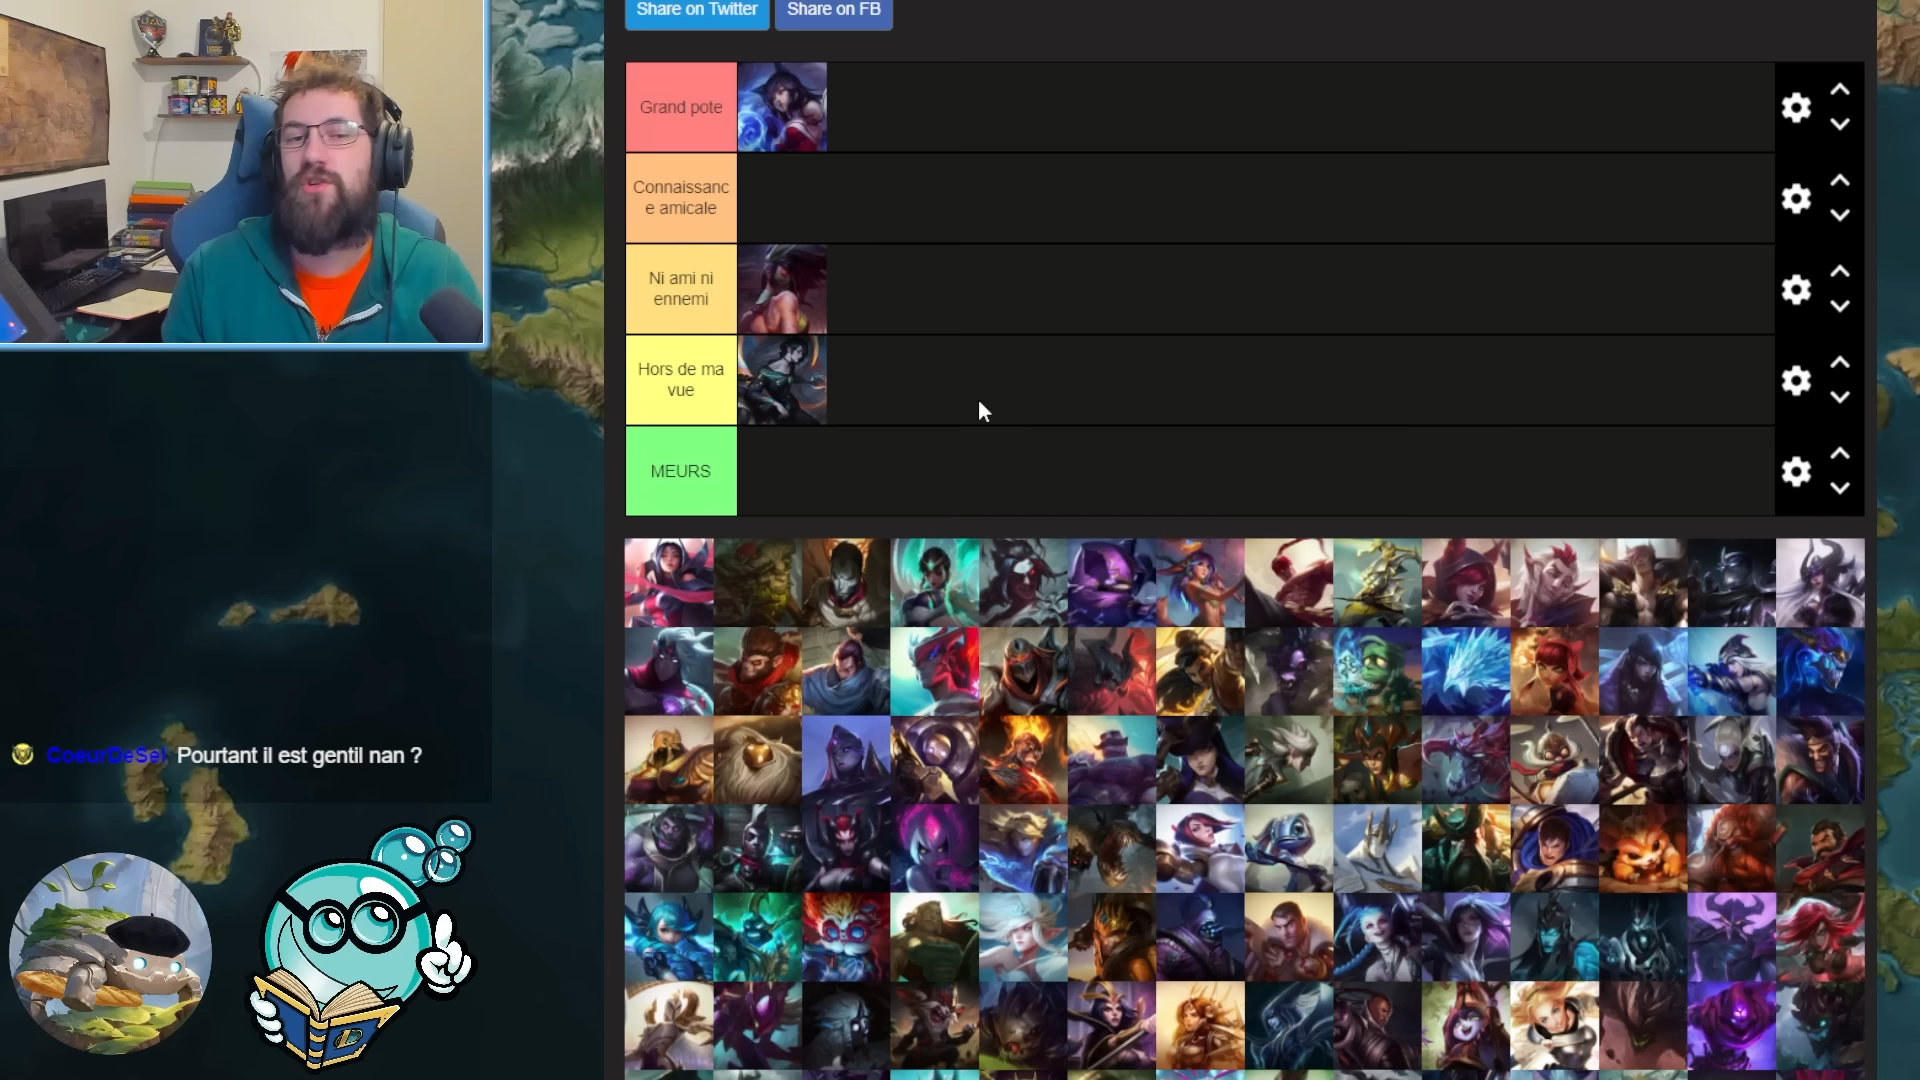 Share on Twitter
Share on FB
Grand pote
Connaissanc
e amicale
Ni ami ni
ennemi
Hors de ma
vue
MEURS
CoeurDeSel Pourtant il est gentil nan ?